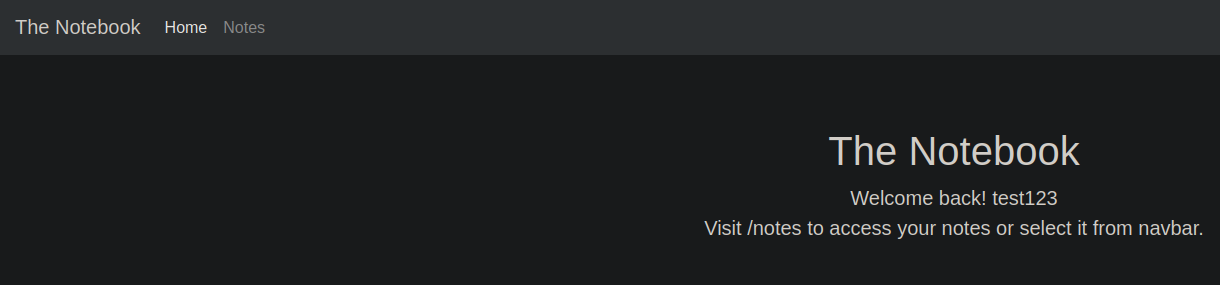 The Notebook Home Notes
The Notebook
Welcome back! test123
Visit /notes to access your notes or select it from navbar.